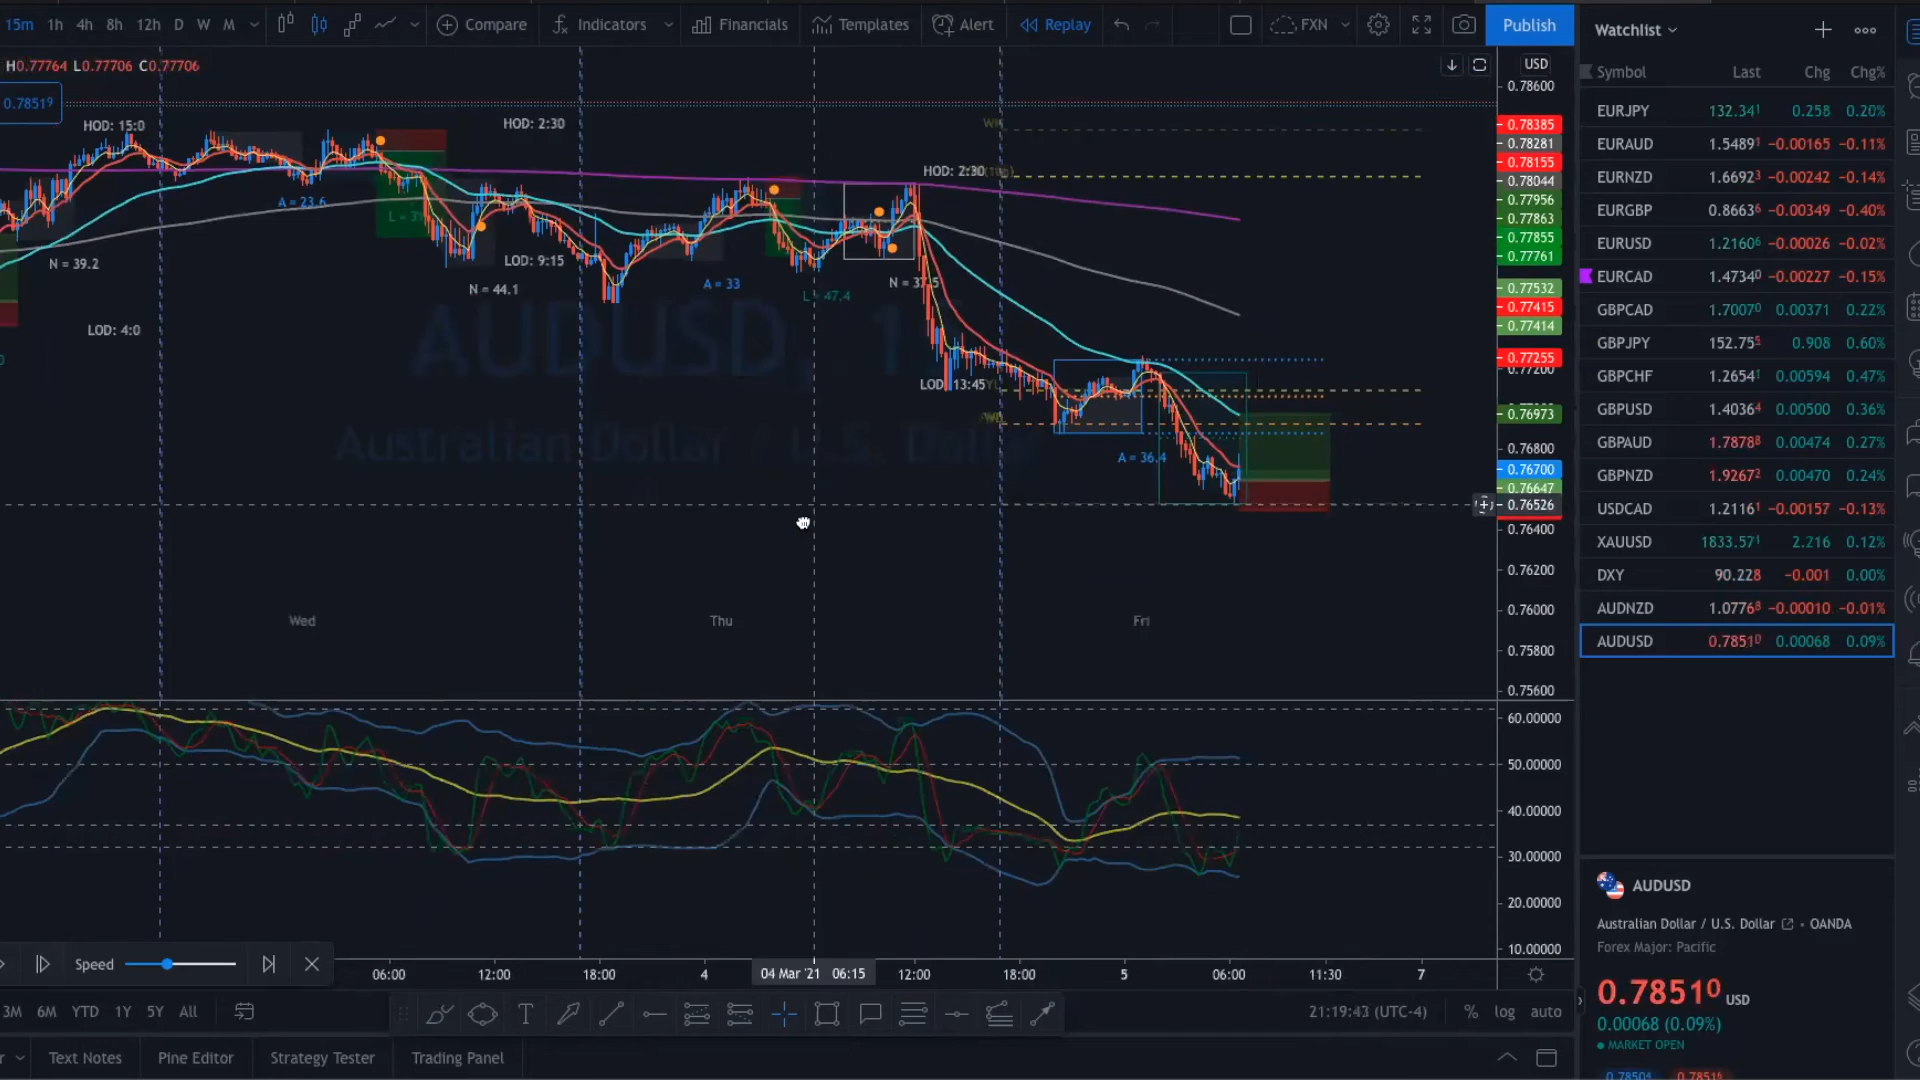 15m 1h 4h 8h 12h D W M Compare Indicators Financials Templates Alert Replay FXN Publish
Watchlist
H0.77764 L0.77706 C0.77706
USD
Symbol Last Chg Chg%
0.78600
0.78519
HOD: 15:0
HOD: 2:30
HOD: 2:30
A = 23.6
N = 39.2
LOD: 9:15
N = 44.1
A = 33
L = 47.4
LOD: 4:0
LOD: 13:45
A = 36.4
AUDUSD,
Australian Dollar / U.S. Dollar
0.78385
0.78281
0.78155
0.78044
0.77956
0.77863
0.77855
0.77761
0.77532
0.77415
0.77414
0.77255
0.77200
0.76973
0.76800
0.76700
0.76647
0.76526
0.76400
0.76200
0.76000
0.75800
0.75600
Wed Thu Fri
60.00000
50.00000
40.00000
30.00000
20.00000
10.00000
EURJPY 132.341 0.258 0.20%
EURAUD 1.54891 −0.00165 −0.11%
EURNZD 1.66923 −0.00242 −0.14%
EURGBP 0.86636 −0.00349 −0.40%
EURUSD 1.21606 −0.00026 −0.02%
EURCAD 1.47340 −0.00227 −0.15%
GBPCAD 1.70070 0.00371 0.22%
GBPJPY 152.755 0.908 0.60%
GBPCHF 1.26541 0.00594 0.47%
GBPUSD 1.40364 0.00500 0.36%
GBPAUD 1.78788 0.00474 0.27%
GBPNZD 1.92672 0.00470 0.24%
USDCAD 1.21161 −0.00157 −0.13%
XAUUSD 1833.571 2.216 0.12%
DXY 90.228 −0.001 0.00%
AUDNZD 1.07768 −0.00010 −0.01%
AUDUSD 0.78510 0.00068 0.09%
AUDUSD
Australian Dollar / U.S. Dollar • OANDA
Forex Major: Pacific
0.78510 USD
0.00068 (0.09%)
MARKET OPEN
0.78504 0.78516
Speed
06:00 12:00 18:00 4 04 Mar '21 06:15 12:00 18:00 5 06:00 11:30 7
3M 6M YTD 1Y 5Y All
21:19:43 (UTC-4) % log auto
Text Notes Pine Editor Strategy Tester Trading Panel